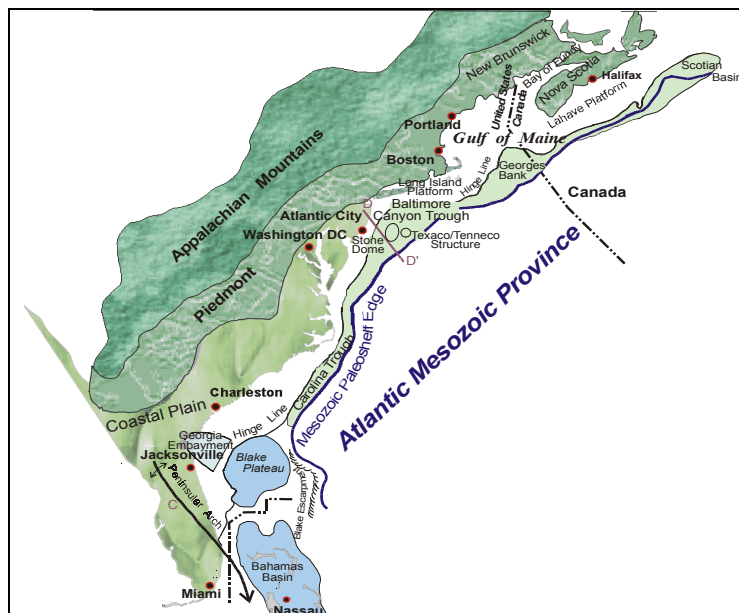 New Brunswick
Bay of Fundy
Nova Scotia
Halifax
Scotian
Basin
United States
Canada
Lahave Platform
Portland
Gulf of Maine
Boston
Hinge Line
Georges
Bank
Canada
Appalachian Mountains
Long Island
Platform
Baltimore
Canyon Trough
Atlantic City
D
Washington DC
Stone
Dome
Texaco/Tenneco
Structure
D'
Piedmont
Mesozoic Paleoshelf Edge
Atlantic Mesozoic Province
Carolina Trough
Charleston
Coastal Plain
Hinge Line
Georgia
Embayment
Jacksonville
Blake
Plateau
Peninsular Arch
C
Blake Escarpment
Bahamas
Basin
Miami
Nassau